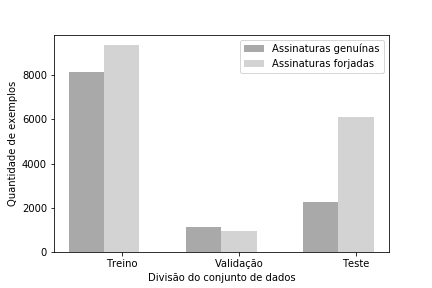 Assinaturas genuínas
Assinaturas forjadas
Quantidade de exemplos
8000
6000
4000
2000
0
Treino
Validação
Teste
Divisão do conjunto de dados